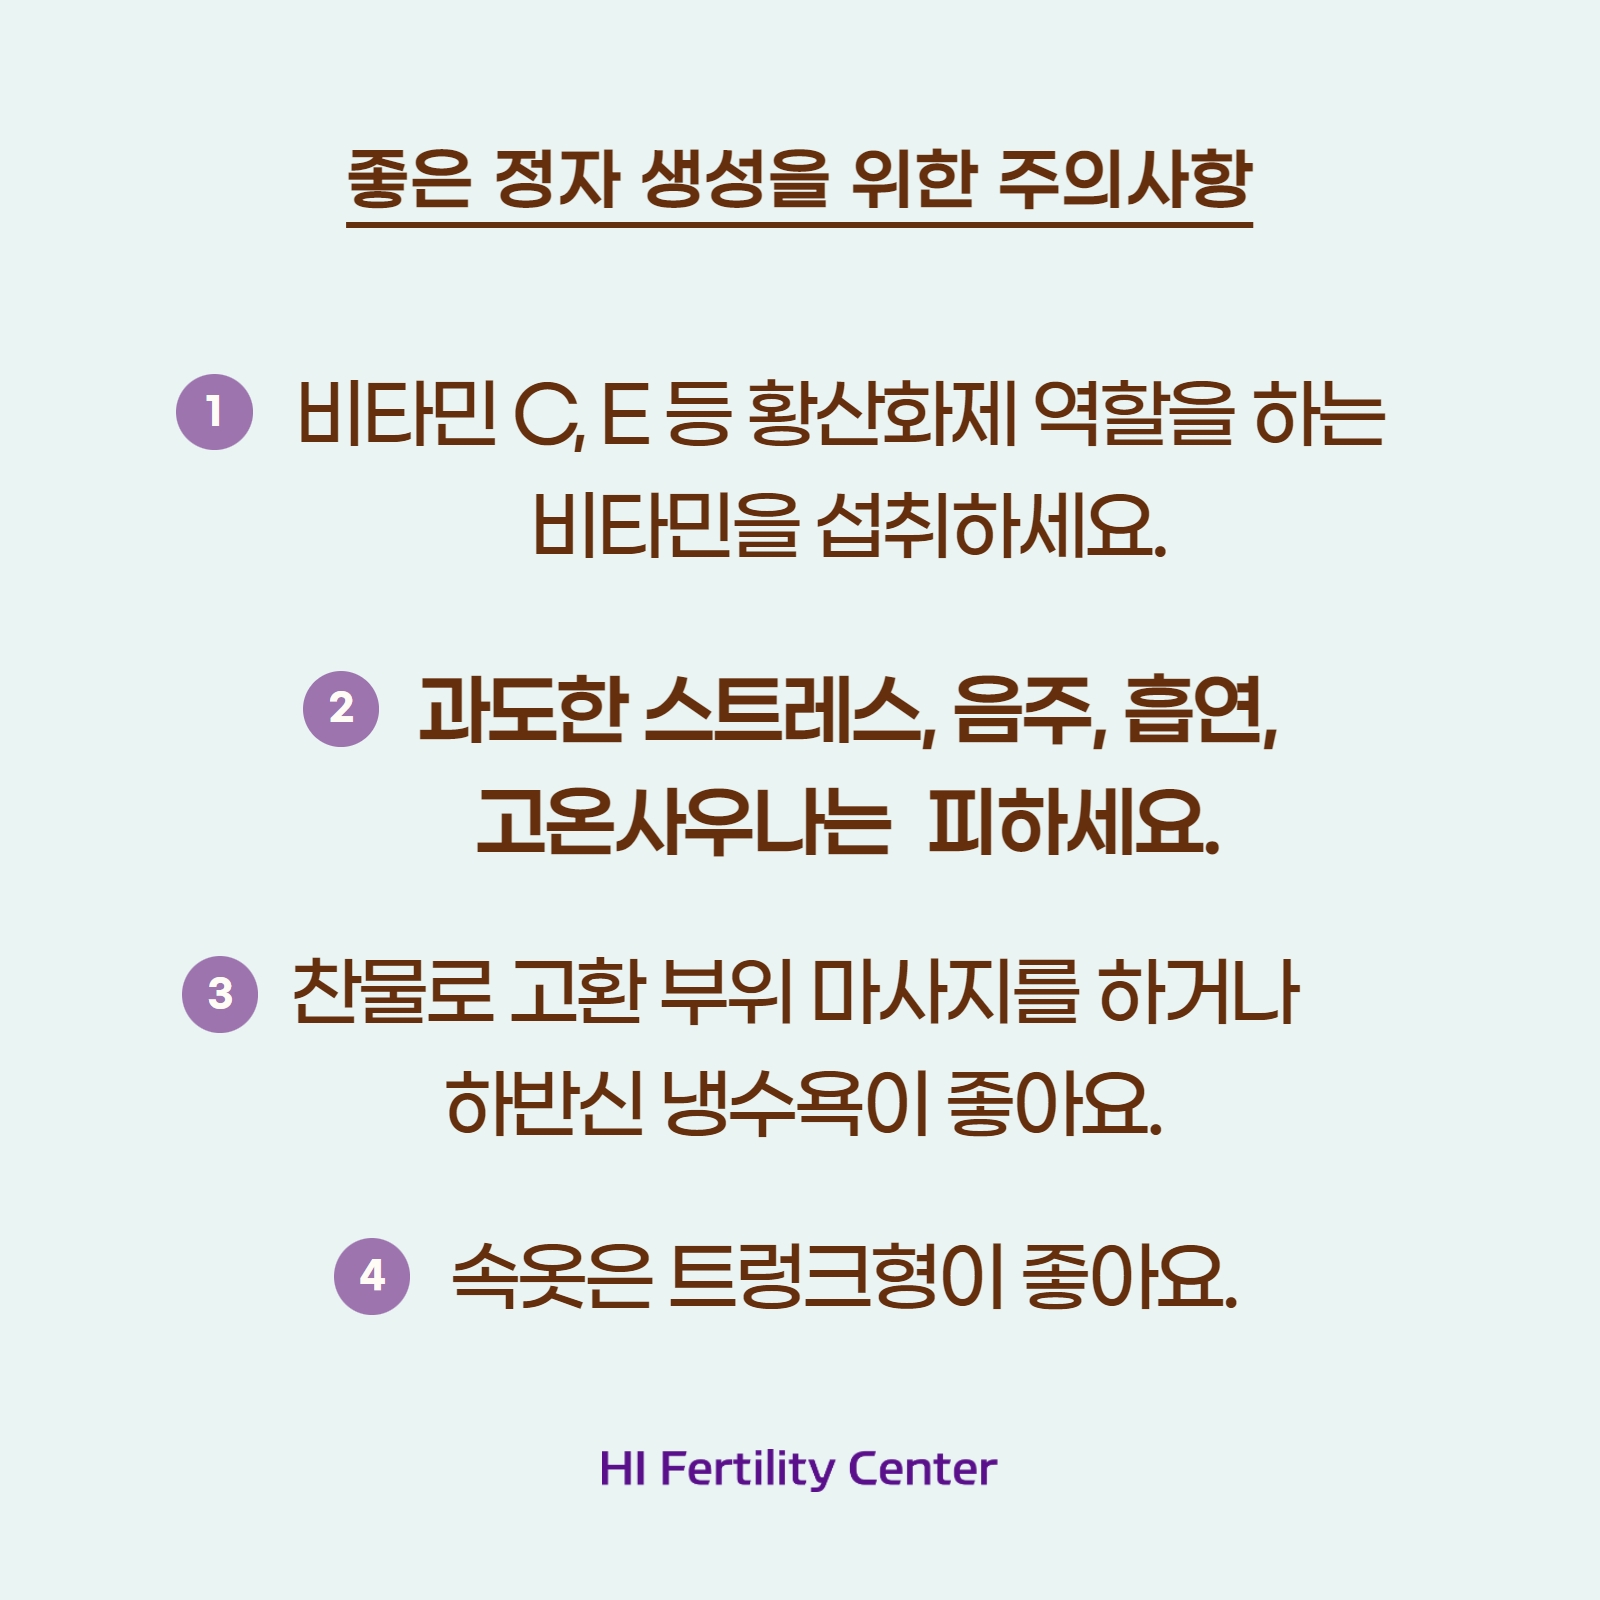 좋은 정자 생성을 위한 주의사항
1 비타민 C, E 등 황산화제 역할을 하는
비타민을 섭취하세요.
2 과도한 스트레스, 음주, 흡연,
고온사우나는 피하세요.
3 찬물로 고환 부위 마사지를 하거나
하반신 냉수욕이 좋아요.
4 속옷은 트렁크형이 좋아요.
HI Fertility Center